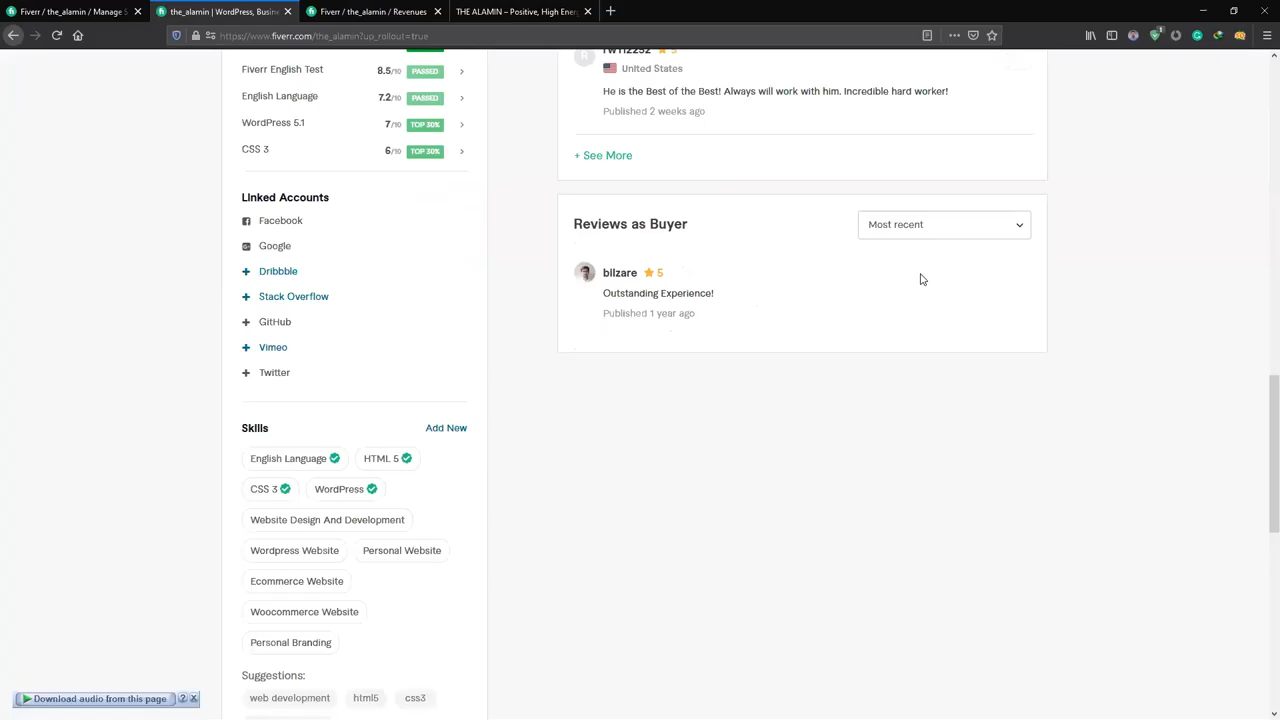 Fiverr / the_alamin / Manage S
the_alamin | WordPress, Busine
Fiverr / the_alamin / Revenues
THE ALAMIN – Positive, High Ener
https://www.fiverr.com/the_alamin?up_rollout=true
Fiverr English Test 8.5/10 PASSED
English Language 7.2/10 PASSED
WordPress 5.1 7/10 TOP 30%
CSS 3 6/10 TOP 30%
Linked Accounts
Facebook
Google
Dribbble
Stack Overflow
GitHub
Vimeo
Twitter
Skills Add New
English Language HTML 5
CSS 3 WordPress
Website Design And Development
Wordpress Website Personal Website
Ecommerce Website
Woocommerce Website
Personal Branding
Suggestions:
web development html5 css3
R
United States
He is the Best of the Best! Always will work with him. Incredible hard worker!
Published 2 weeks ago
+ See More
Reviews as Buyer Most recent
bilzare 5
Outstanding Experience!
Published 1 year ago
Download audio from this page ? X